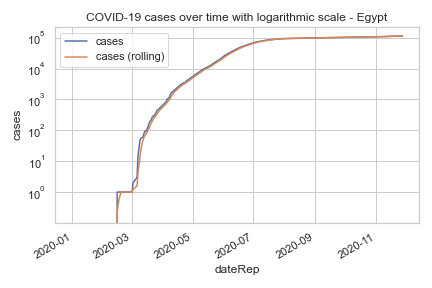 COVID-19 cases over time with logarithmic scale - Egypt
cases
cases (rolling)
10⁵
10⁴
10³
10²
10¹
10⁰
cases
2020-01
2020-03
2020-05
2020-07
2020-09
2020-11
dateRep